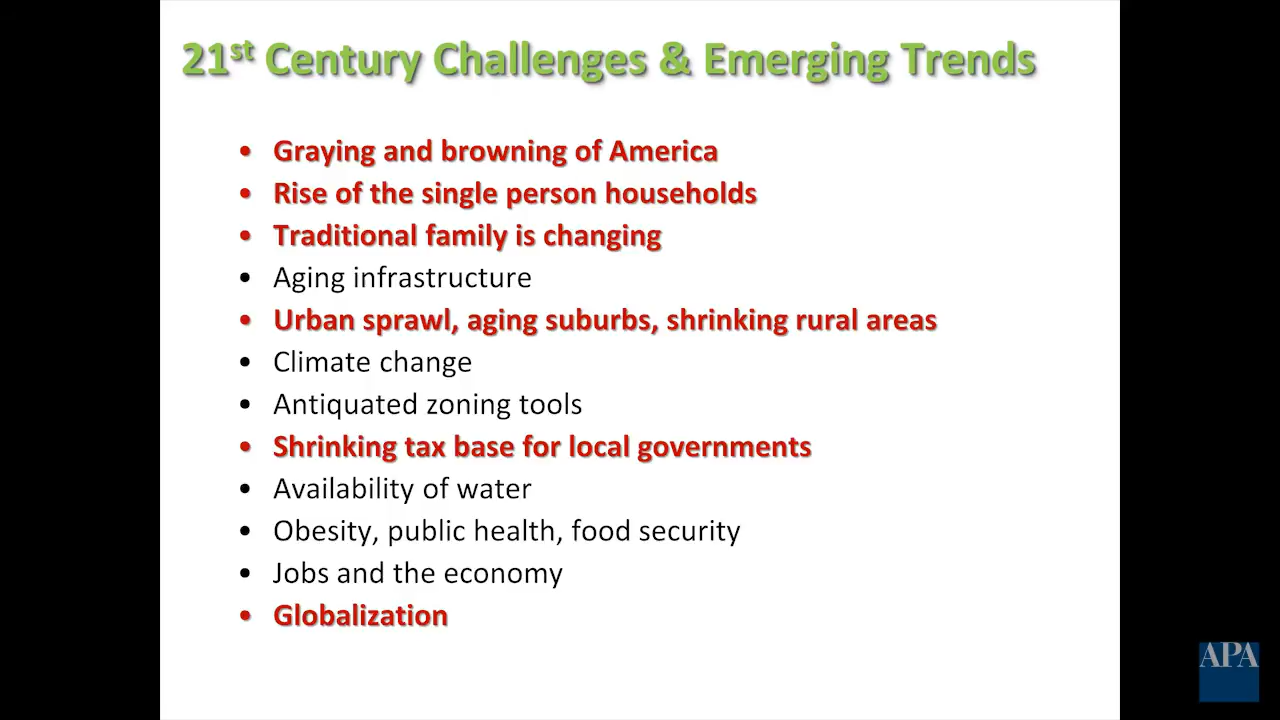 21st Century Challenges & Emerging Trends
• Graying and browning of America
• Rise of the single person households
• Traditional family is changing
• Aging infrastructure
• Urban sprawl, aging suburbs, shrinking rural areas
• Climate change
• Antiquated zoning tools
• Shrinking tax base for local governments
• Availability of water
• Obesity, public health, food security
• Jobs and the economy
• Globalization
APA